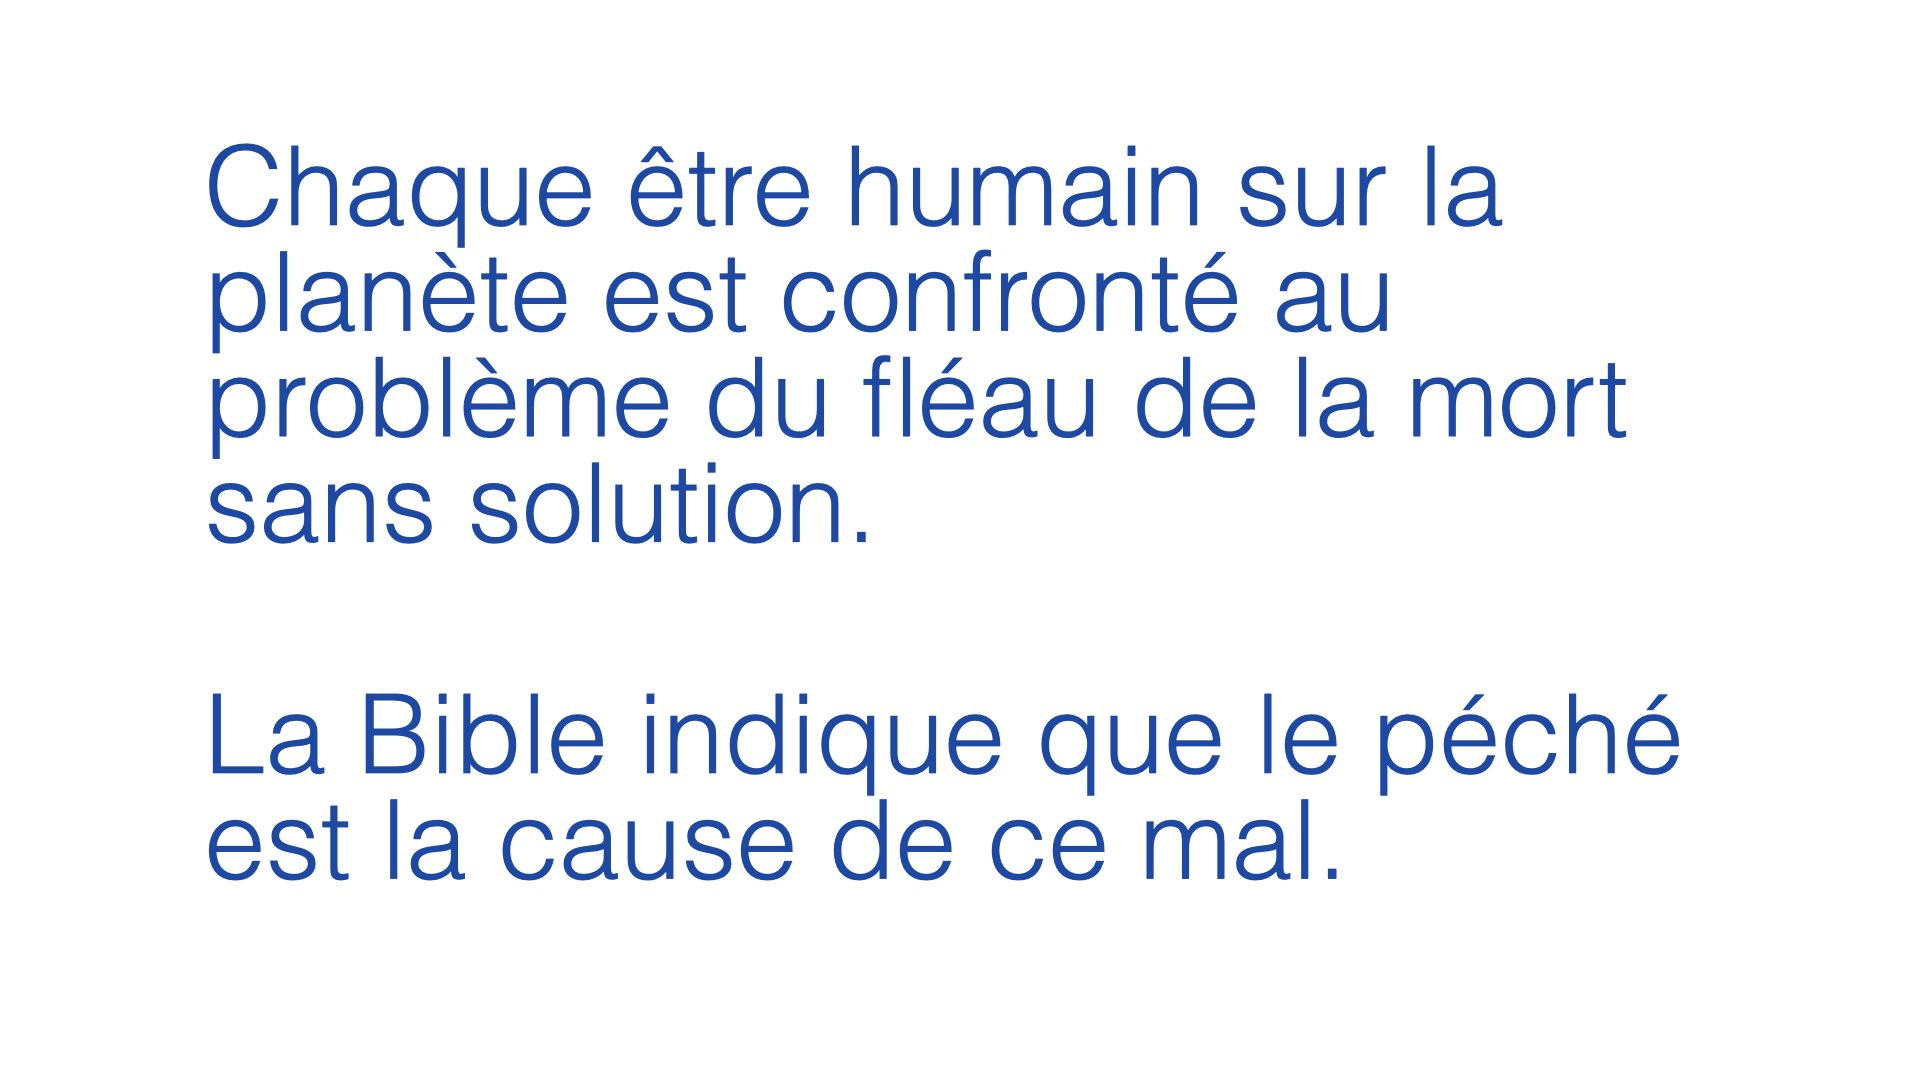 Chaque être humain sur la
planète est confronté au
problème du fléau de la mort
sans solution.
La Bible indique que le péché
est la cause de ce mal.